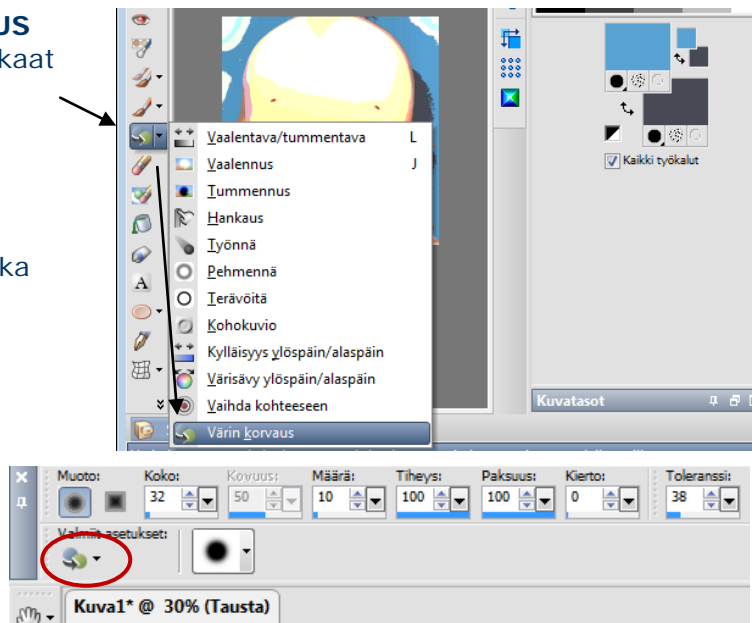 US
kaat
ka
Vaalentava/tummentava L
Vaalennus J
Tummennus
Hankaus
Työnnä
Pehmennä
Terävöitä
Kohokuvio
Kylläisyys ylöspäin/alaspäin
Värisävy ylöspäin/alaspäin
Vaihda kohteeseen
Värin korvaus
Kaikki työkalut
Kuvatasot
A
Muoto: Koko: Kovuus: Määrä: Tiheys: Paksuus: Kierto: Toleranssi:
32 50 10 100 100 0 38
Valmiit asetukset:
Kuva1* @ 30% (Tausta)